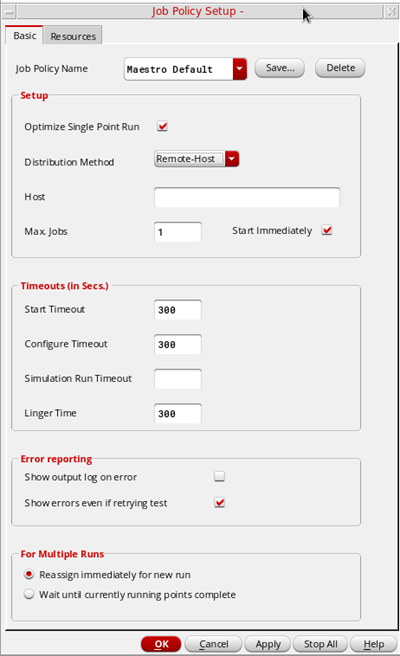 Job Policy Setup -
Basic
Resources
Job Policy Name
Maestro Default
Save...
Delete
Setup
Optimize Single Point Run
Distribution Method
Remote-Host
Host
Max. Jobs
1
Start Immediately
Timeouts (in Secs.)
Start Timeout
300
Configure Timeout
300
Simulation Run Timeout
Linger Time
300
Error reporting
Show output log on error
Show errors even if retrying test
For Multiple Runs
Reassign immediately for new run
Wait until currently running points complete
OK
Cancel
Apply
Stop All
Help